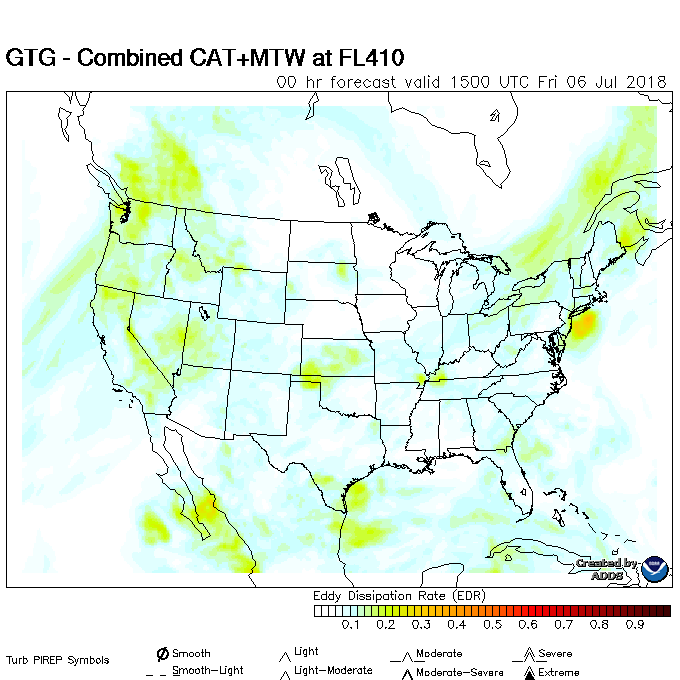 GTG - Combined CAT+MTW at FL410
00 hr forecast valid 1500 UTC Fri 06 Jul 2018
Created by
ADDS
Eddy Dissipation Rate (EDR)
0.1 0.2 0.3 0.4 0.5 0.6 0.7 0.8 0.9
Turb PIREP Symbols
Smooth Light Moderate Severe
Smooth-Light Light-Moderate Moderate-Severe Extreme